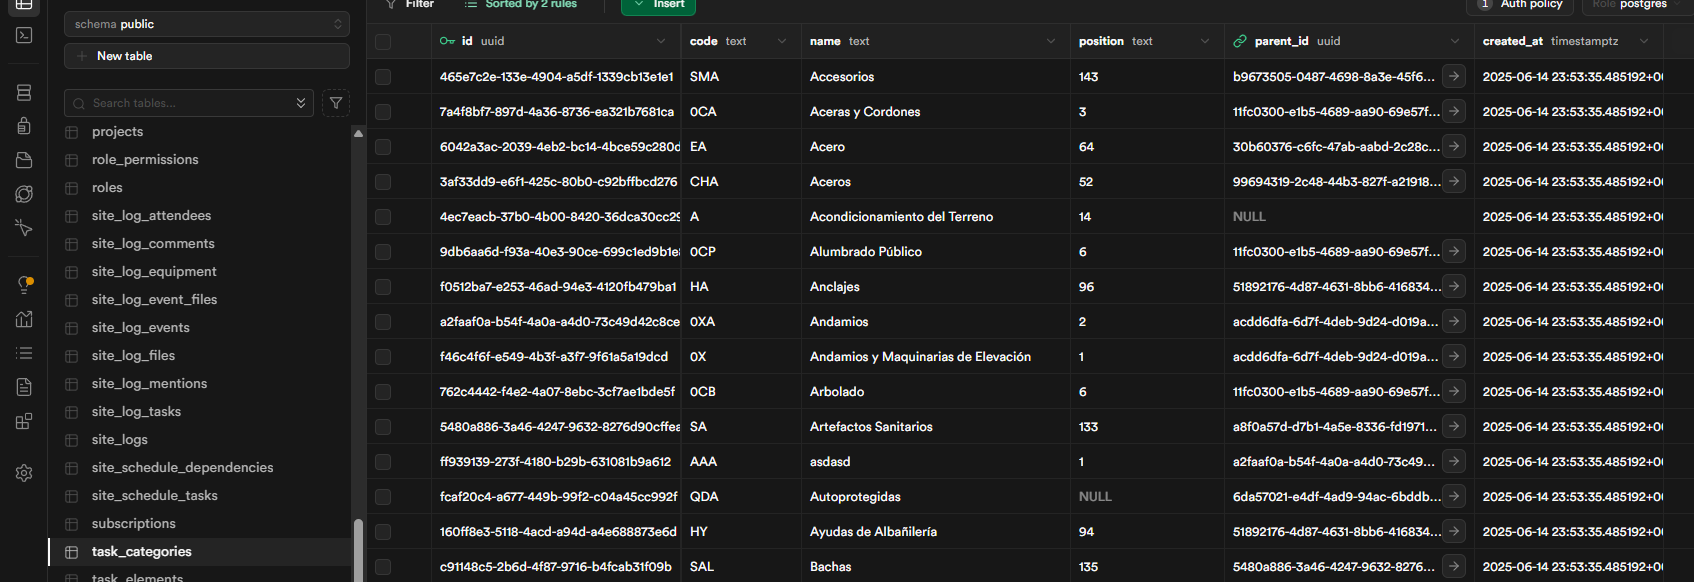 Filter Sorted by 2 rules Insert 1 Auth policy Role postgres
schema public
New table
Search tables...
projects
role_permissions
roles
site_log_attendees
site_log_comments
site_log_equipment
site_log_event_files
site_log_events
site_log_files
site_log_mentions
site_log_tasks
site_logs
site_schedule_dependencies
site_schedule_tasks
subscriptions
task_categories
task_elements
id uuid code text name text position text parent_id uuid created_at timestamptz
465e7c2e-133e-4904-a5df-1339cb13e1e1 SMA Accesorios 143 b9673505-0487-4698-8a3e-45f6... 2025-06-14 23:53:35.485192+0
7a4f8bf7-897d-4a36-8736-ea321b7681ca 0CA Aceras y Cordones 3 11fc0300-e1b5-4689-aa90-69e57f... 2025-06-14 23:53:35.485192+0
6042a3ac-2039-4eb2-bc14-4bce59c280d EA Acero 64 30b60376-c6fc-47ab-aabd-2c28c... 2025-06-14 23:53:35.485192+0
3af33dd9-e6f1-425c-80b0-c92bffbcd276 CHA Aceros 52 99694319-2c48-44b3-827f-a21918... 2025-06-14 23:53:35.485192+0
4ec7eacb-37b0-4b00-8420-36dca30cc29 A Acondicionamiento del Terreno 14 NULL 2025-06-14 23:53:35.485192+0
9db6aa6d-f93a-40e3-90ce-699c1ed9b1e 0CP Alumbrado Público 6 11fc0300-e1b5-4689-aa90-69e57f... 2025-06-14 23:53:35.485192+0
f0512ba7-e253-46ad-94e3-4120fb479ba1 HA Anclajes 96 51892176-4d87-4631-8bb6-416834... 2025-06-14 23:53:35.485192+0
a2faaf0a-b54f-4a0a-a4d0-73c49d42c8ce 0XA Andamios 2 acdd6dfa-6d7f-4deb-9d24-d019a... 2025-06-14 23:53:35.485192+0
f46c4f6f-e549-4b3f-a3f7-9f61a5a19dcd 0X Andamios y Maquinarias de Elevación 1 acdd6dfa-6d7f-4deb-9d24-d019a... 2025-06-14 23:53:35.485192+0
762c4442-f4e2-4a07-8ebc-3cf7ae1bde5f 0CB Arbolado 6 11fc0300-e1b5-4689-aa90-69e57f... 2025-06-14 23:53:35.485192+0
5480a886-3a46-4247-9632-8276d90cffea SA Artefactos Sanitarios 133 a8f0a57d-d7b1-4a5e-8336-fd1971... 2025-06-14 23:53:35.485192+0
ff939139-273f-4180-b29b-631081b9a612 AAA asdasd 1 a2faaf0a-b54f-4a0a-a4d0-73c49... 2025-06-14 23:53:35.485192+0
fcaf20c4-a677-449b-99f2-c04a45cc992f QDA Autoprotegidas NULL 6da57021-e4df-4ad9-94ac-6bddb... 2025-06-14 23:53:35.485192+0
160ff8e3-5118-4acd-a94d-a4e688873e6d HY Ayudas de Albañilería 94 51892176-4d87-4631-8bb6-416834... 2025-06-14 23:53:35.485192+0
c91148c5-2b6d-4f87-9716-b4fcab31f09b SAL Bachas 135 5480a886-3a46-4247-9632-8276... 2025-06-14 23:53:35.485192+0